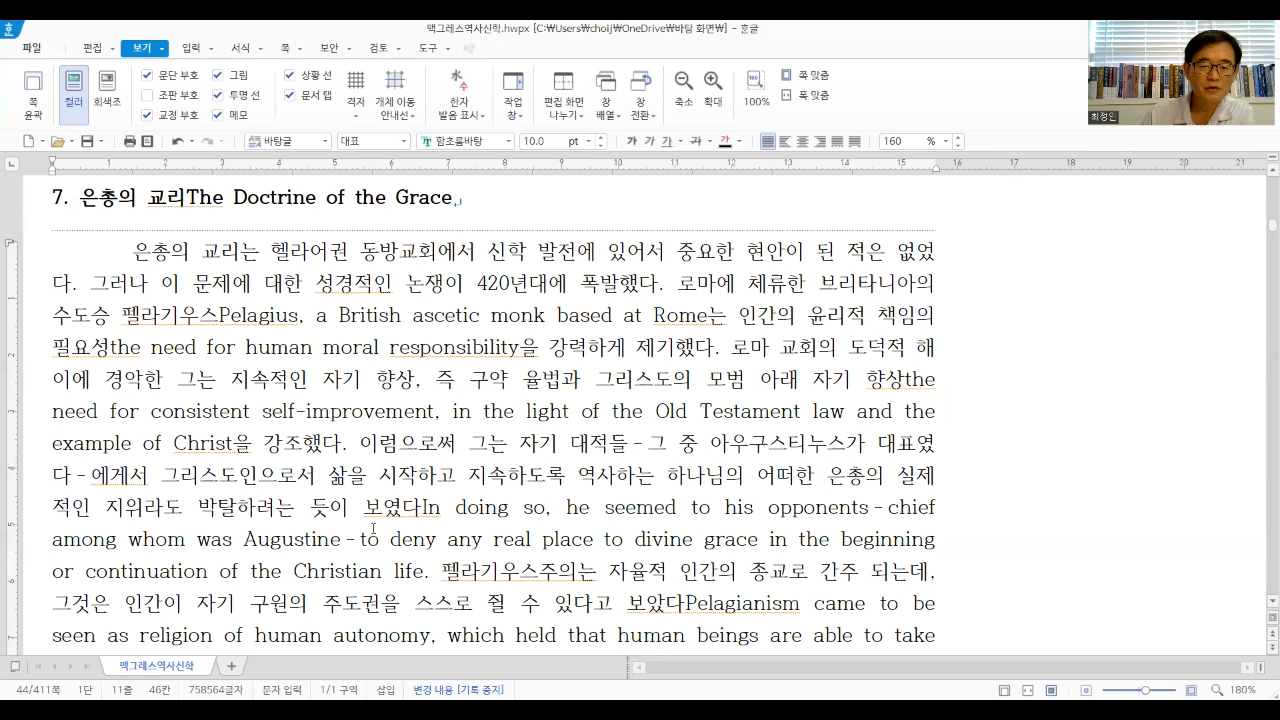 맥그레스역사신학.hwpx [C:₩Users₩choij₩OneDrive₩바탕 화면₩] - 훈글
파일 편집 보기 입력 서식 쪽 보안 검토 도구
쪽 윤곽 컬러 회색조 문단 부호 조판 부호 교정 부호 그림 투명 선 메모 상황 선 문서 탭 격자 개체 이동 안내선 한자 발음 표시 작업 창 편집 화면 나누기 창 배열 창 전환 축소 확대 100% 쪽 맞춤 폭 맞춤
최정인
바탕글 대표 함초롬바탕 10.0 pt 가 가 가 가 가 160 %
1 2 3 4 5 6 7 8 9 10 11 12 13 14 15 16 17 18 19 20 21
7. 은총의 교리The Doctrine of the Grace
은총의 교리는 헬라어권 동방교회에서 신학 발전에 있어서 중요한 현안이 된 적은 없었
다. 그러나 이 문제에 대한 성경적인 논쟁이 420년대에 폭발했다. 로마에 체류한 브리타니아의
수도승 펠라기우스Pelagius, a British ascetic monk based at Rome는 인간의 윤리적 책임의
필요성the need for human moral responsibility을 강력하게 제기했다. 로마 교회의 도덕적 해
이에 경악한 그는 지속적인 자기 향상, 즉 구약 율법과 그리스도의 모범 아래 자기 향상the
need for consistent self-improvement, in the light of the Old Testament law and the
example of Christ을 강조했다. 이럼으로써 그는 자기 대적들-그 중 아우구스티누스가 대표였
다-에게서 그리스도인으로서 삶을 시작하고 지속하도록 역사하는 하나님의 어떠한 은총의 실제
적인 지위라도 박탈하려는 듯이 보였다In doing so, he seemed to his opponents-chief
among whom was Augustine-to deny any real place to divine grace in the beginning
or continuation of the Christian life. 펠라기우스주의는 자율적 인간의 종교로 간주 되는데,
그것은 인간이 자기 구원의 주도권을 스스로 쥘 수 있다고 보았다Pelagianism came to be
seen as religion of human autonomy, which held that human beings are able to take
맥그레스역사신학
44/411쪽 1단 11줄 46칸 758564글자 문자 입력 1/1 구역 삽입 변경 내용 [기록 중지] 180%